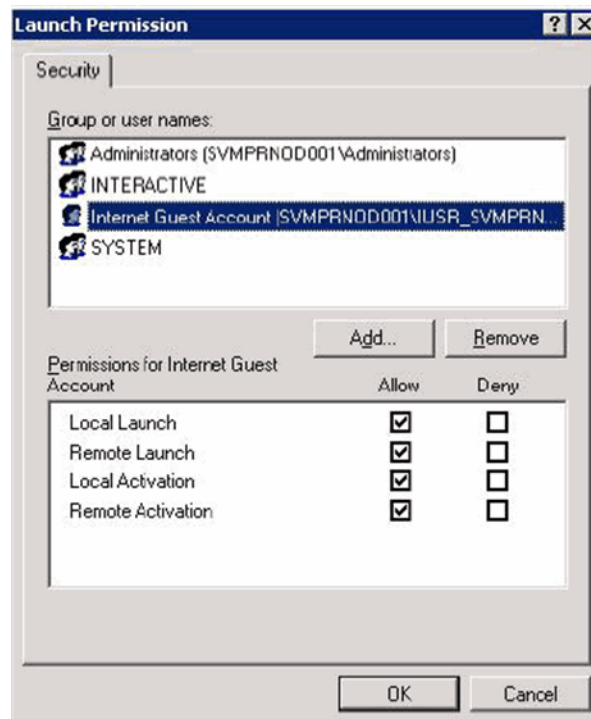 Launch Permission
Security
Group or user names:
Administrators (SVMPRNOD001\Administrators)
INTERACTIVE
Internet Guest Account (SVMPRNOD001\IUSR_SVMPRN...
SYSTEM
Add... Remove
Permissions for Internet Guest
Account Allow Deny
Local Launch
Remote Launch
Local Activation
Remote Activation
OK Cancel